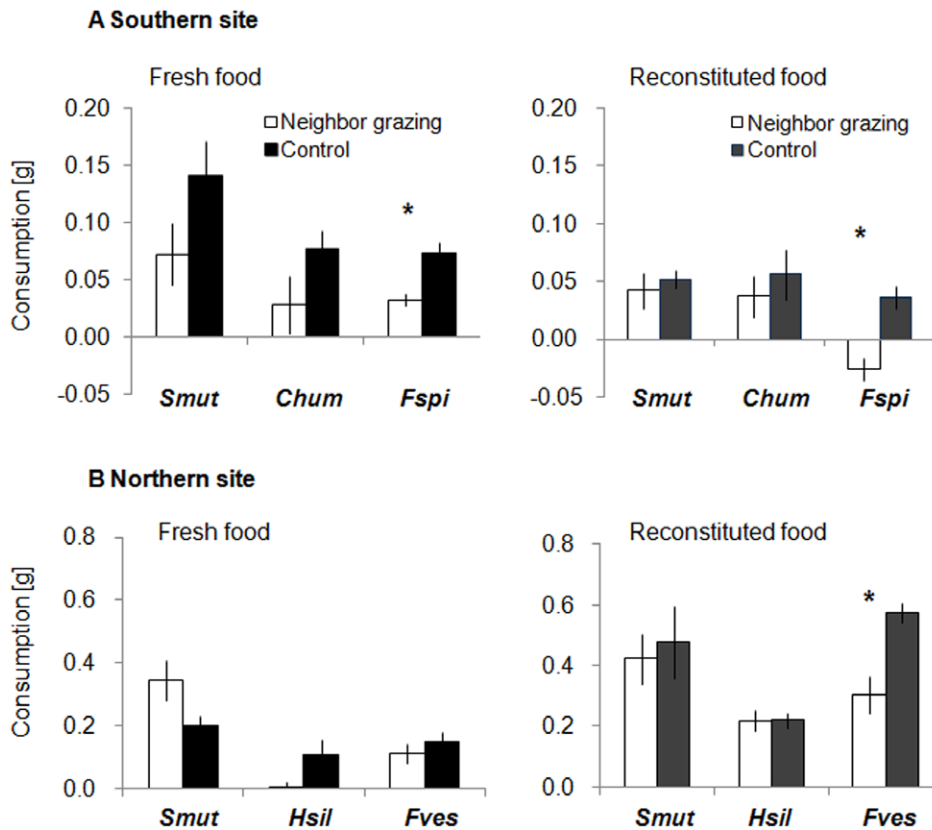 A Southern site
Fresh food
0.20
0.15
0.10
0.05
0.00
-0.05
Consumption [g]
Neighbor grazing
Control
*
Smut Chum Fspi
Reconstituted food
0.20
0.15
0.10
0.05
0.00
-0.05
Neighbor grazing
Control
*
Smut Chum Fspi
B Northern site
Fresh food
0.8
0.6
0.4
0.2
0.0
Consumption [g]
Smut Hsil Fves
Reconstituted food
0.8
0.6
0.4
0.2
0.0
*
Smut Hsil Fves